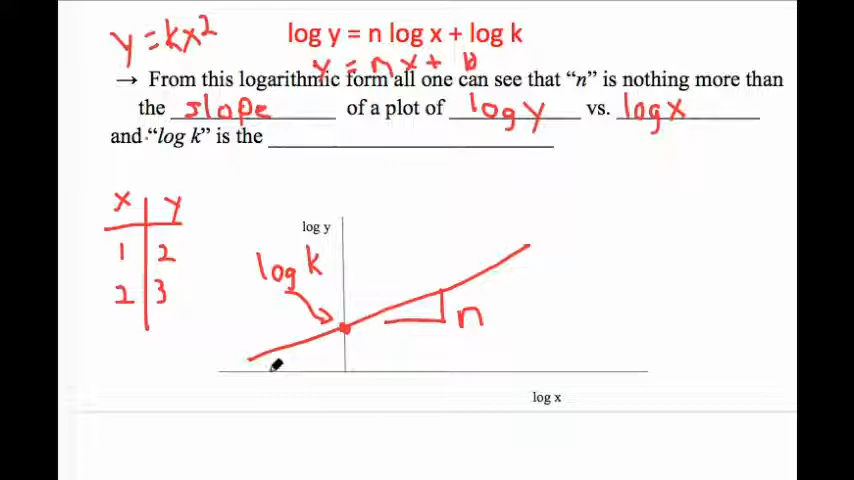 y = kx² log y = n log x + log k
y = n x + b
→ From this logarithmic form all one can see that “n” is nothing more than
the slope of a plot of log y vs. log x
and “log k” is the
x y
1 2
2 3
log y
log k
n
log x